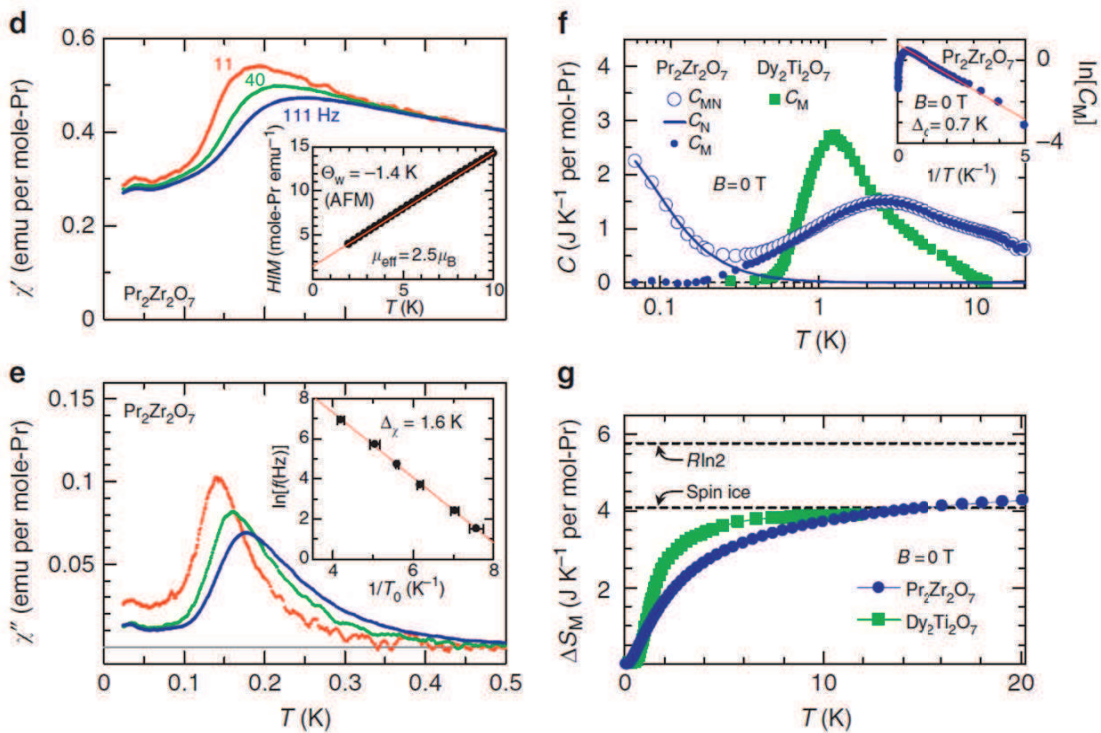 d
0.6
0.4
0.2
0
χ′ (emu per mole-Pr)
11
40
111 Hz
Pr2Zr2O7
15
10
5
0
H/M (mole-Pr emu−1)
ΘW = −1.4 K
(AFM)
μeff = 2.5μB
0 5 10
T (K)
e
0.15
0.1
0.05
0
χ″ (emu per mole-Pr)
Pr2Zr2O7
8
6
4
2
0
ln[f(Hz)]
Δχ = 1.6 K
4 6 8
1/T0 (K−1)
0 0.1 0.2 0.3 0.4 0.5
T (K)
f
4
3
2
1
0
C (J K−1 per mol-Pr)
Pr2Zr2O7 Dy2Ti2O7
CMN CM
CN
CM
B = 0 T
Pr2Zr2O7
B = 0 T
0
−4
ln[CM]
0 5
1/T (K−1)
0.1 1 10
T (K)
g
6
4
2
0
ΔSM (J K−1 per mol-Pr)
Rln2
Spin ice
B = 0 T
Pr2Zr2O7
Dy2Ti2O7
0 10 20
T (K)